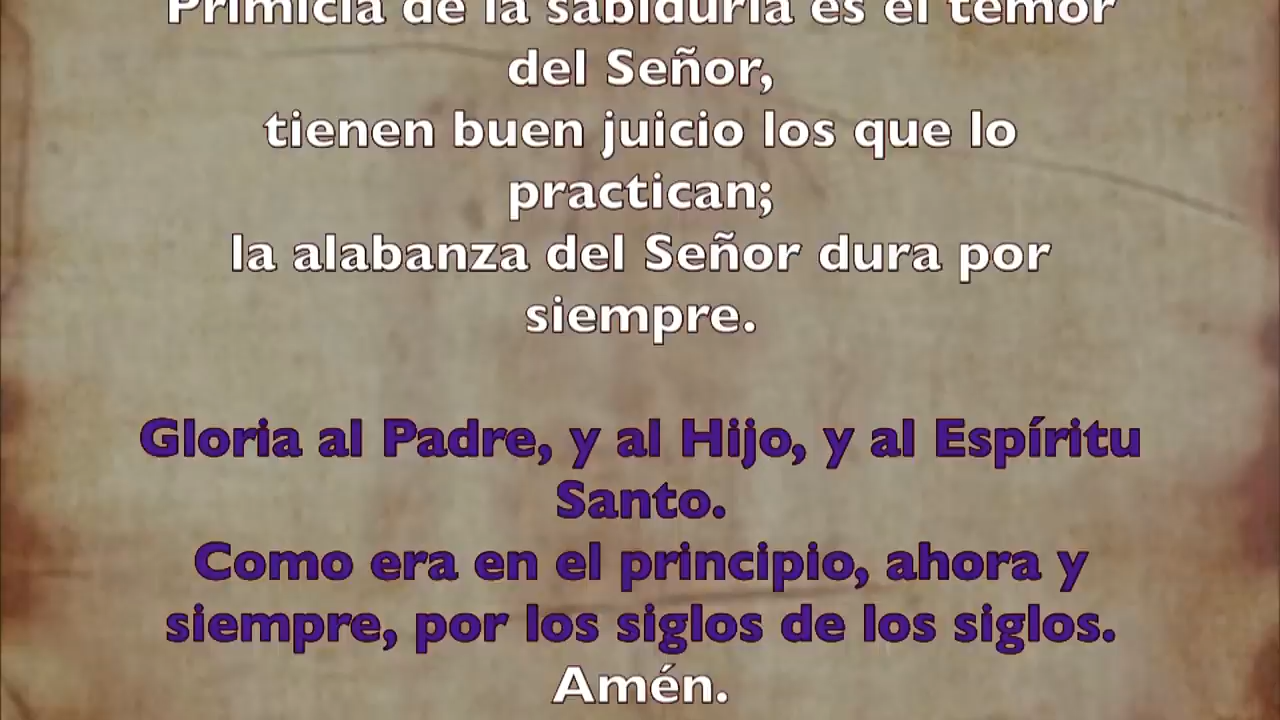 Primicia de la sabiduría es el temor
del Señor,
tienen buen juicio los que lo
practican;
la alabanza del Señor dura por
siempre.
Gloria al Padre, y al Hijo, y al Espíritu
Santo.
Como era en el principio, ahora y
siempre, por los siglos de los siglos.
Amén.